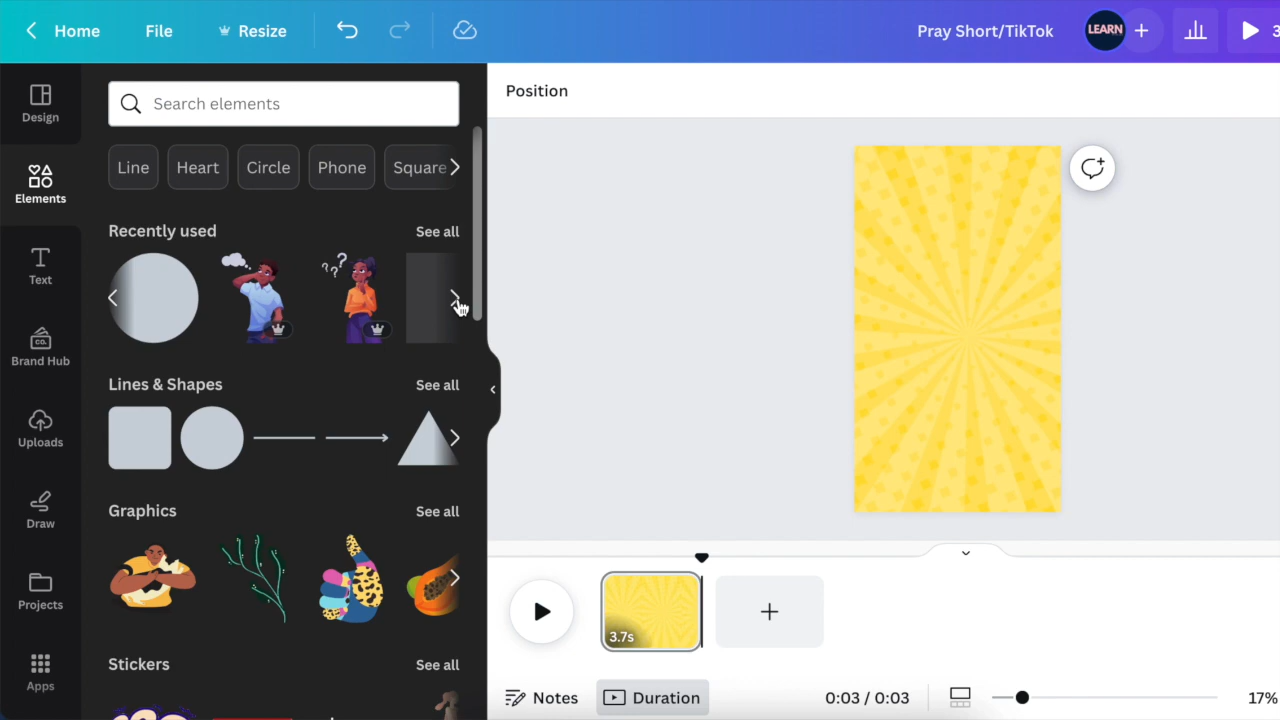 Home
File
Resize
Pray Short/TikTok
LEARN
3
Design
Elements
Text
Brand Hub
CO.
Uploads
Draw
Projects
Apps
Search elements
Line
Heart
Circle
Phone
Square
Recently used
See all
Lines & Shapes
See all
Graphics
See all
Stickers
See all
Position
3.7s
Notes
Duration
0:03 / 0:03
17%